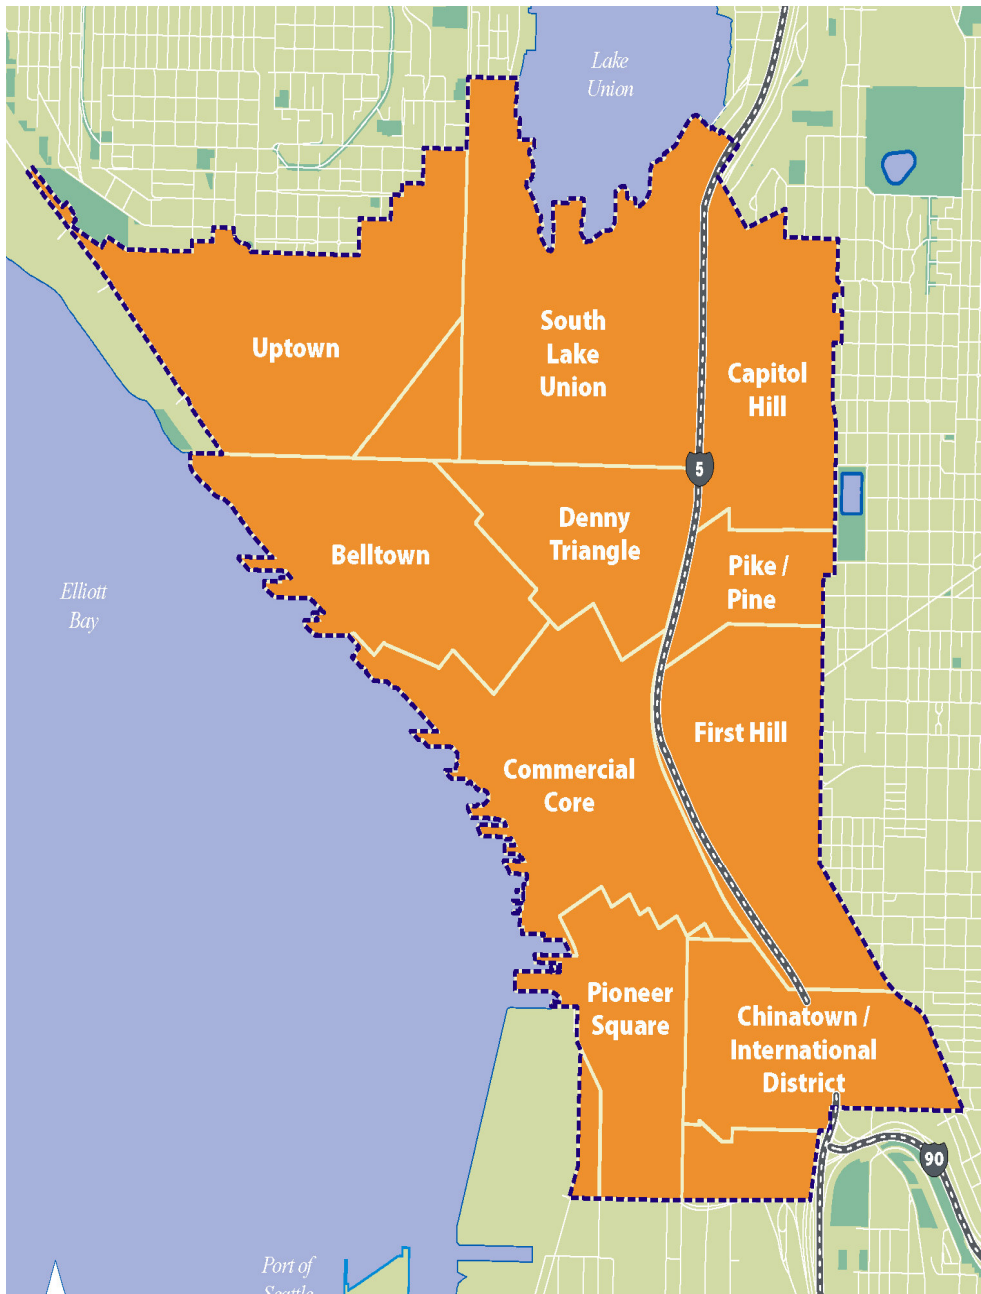 Lake
Union
Uptown
South
Lake
Union
Capitol
Hill
5
Denny
Triangle
Belltown
Pike /
Pine
Elliott
Bay
First Hill
Commercial
Core
Pioneer
Square
Chinatown /
International
District
90
Port of
Seattle